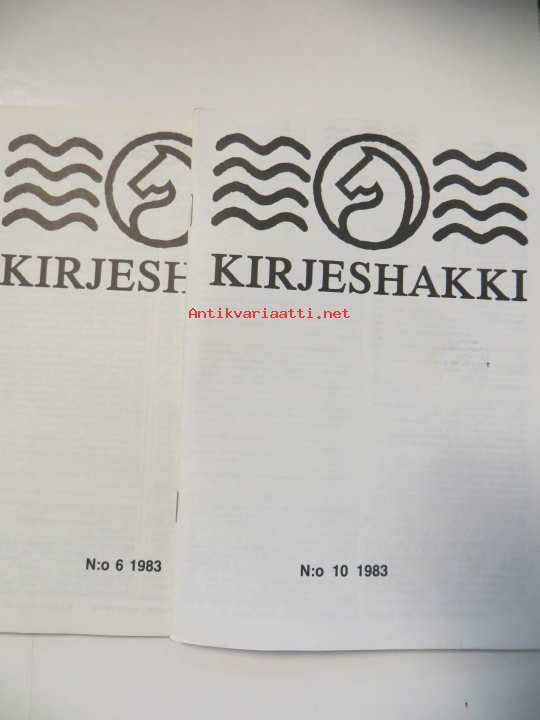 KIRJESH
KIRJESHAKKI
Antikvariaatti.net
N:o 6 1983
N:o 10 1983